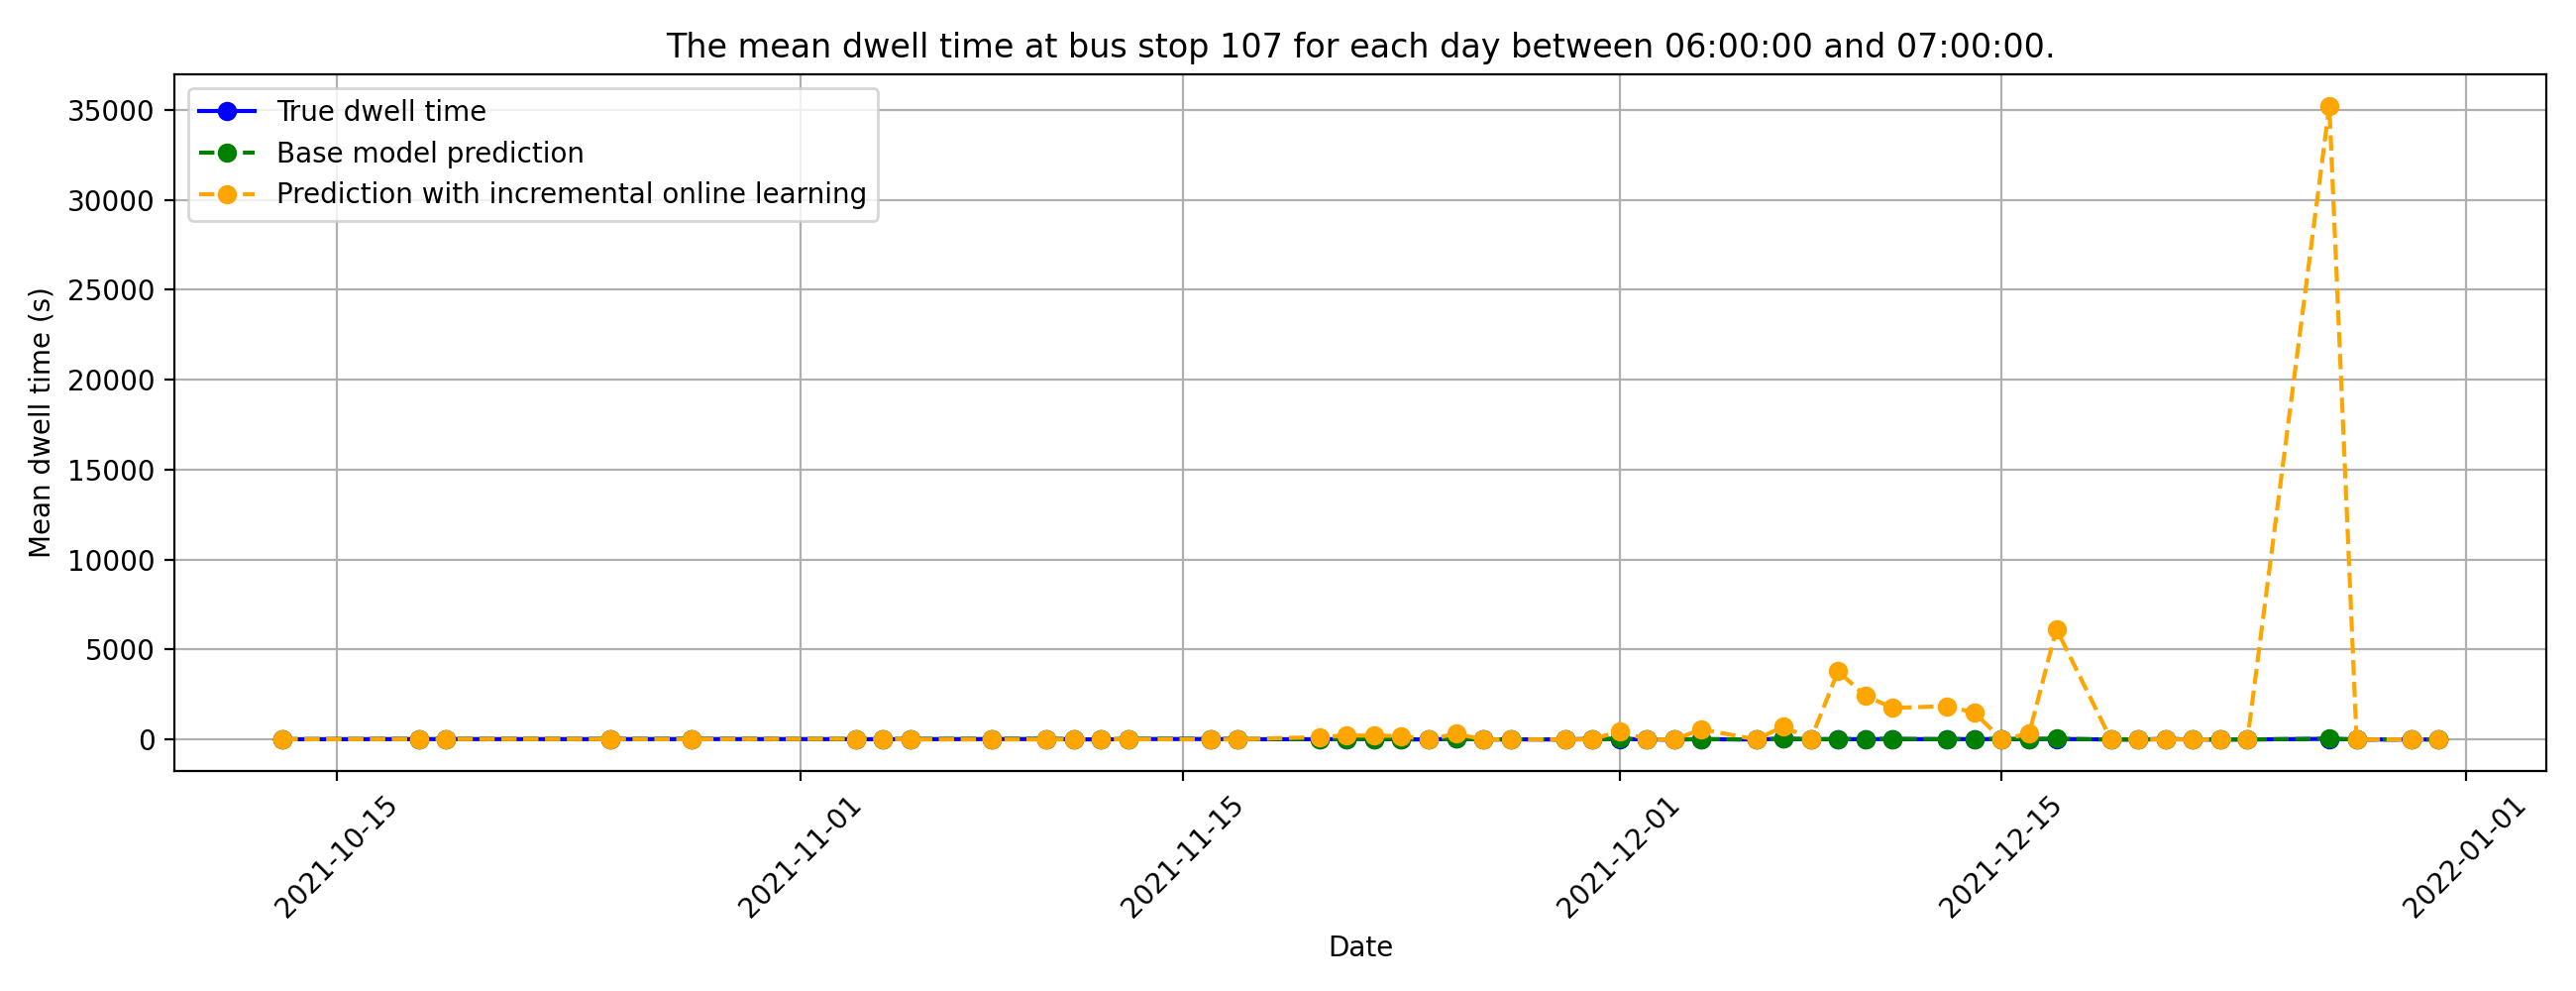 The mean dwell time at bus stop 107 for each day between 06:00:00 and 07:00:00.
True dwell time
Base model prediction
Prediction with incremental online learning
Mean dwell time (s)
35000
30000
25000
20000
15000
10000
5000
0
2021-10-15
2021-11-01
2021-11-15
2021-12-01
2021-12-15
2022-01-01
Date